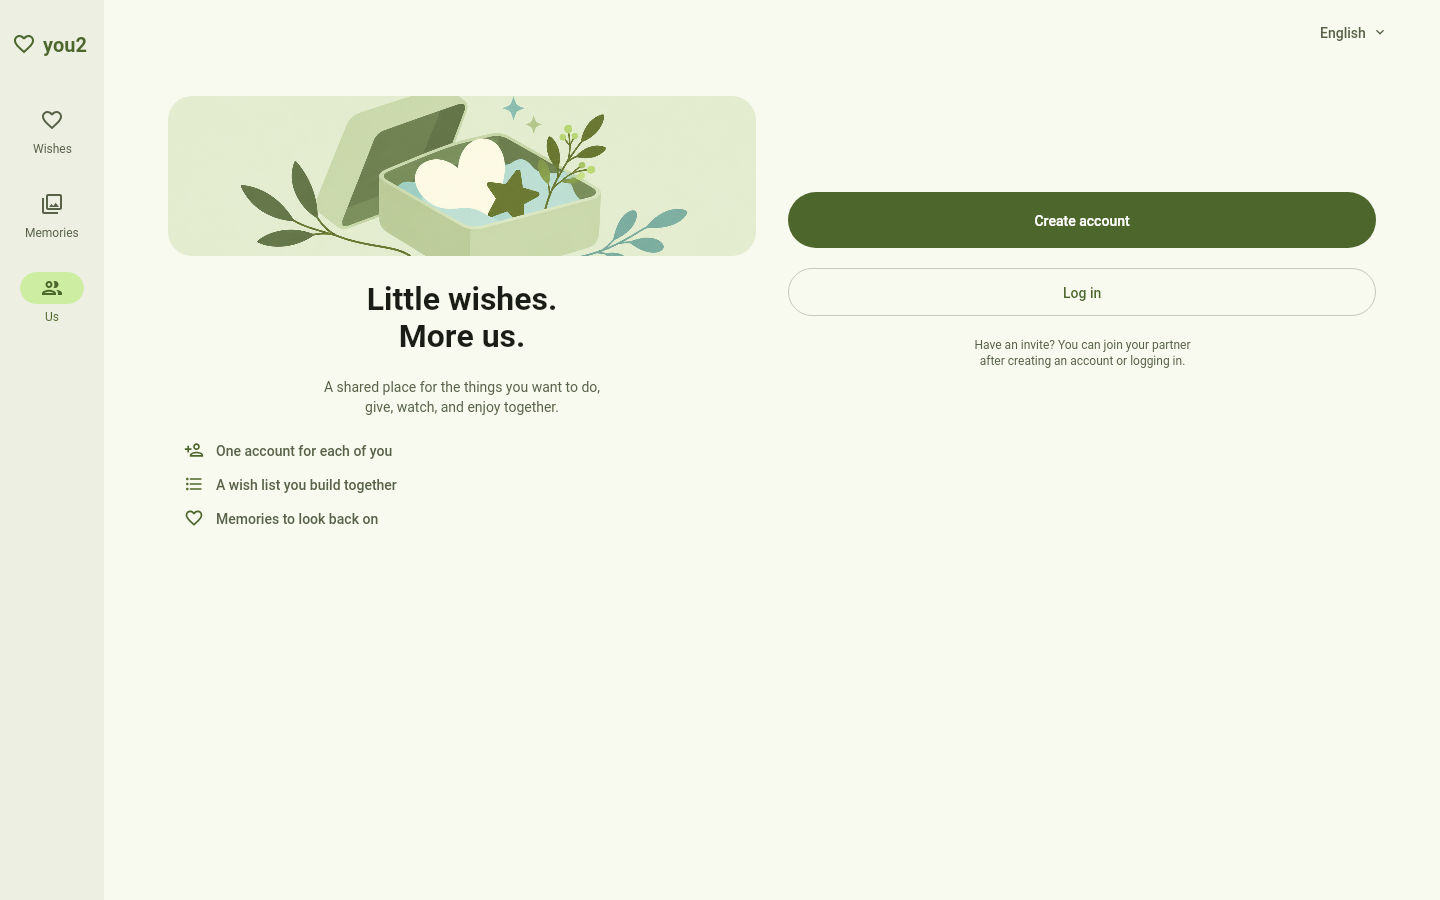 you2
Wishes
Memories
Us
English
Little wishes.
More us.
A shared place for the things you want to do,
give, watch, and enjoy together.
One account for each of you
A wish list you build together
Memories to look back on
Create account
Log in
Have an invite? You can join your partner
after creating an account or logging in.